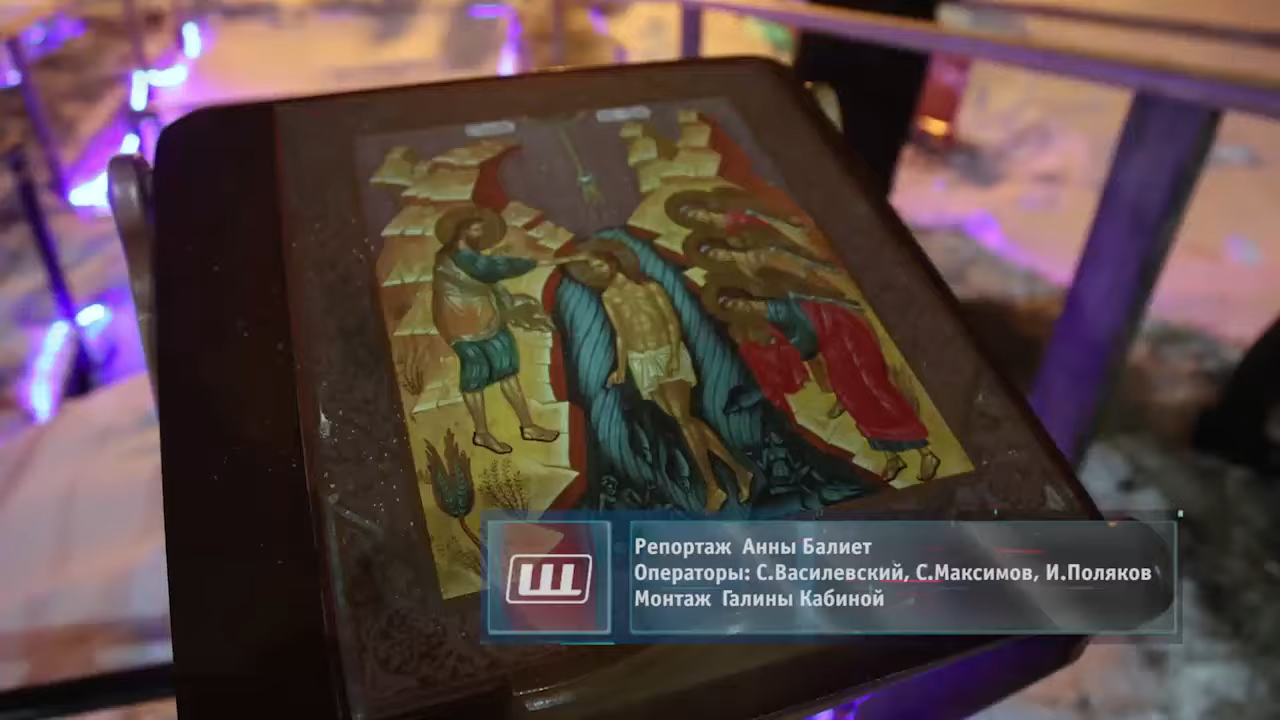 Ш
Репортаж Анны Балиет
Операторы: С.Василевский, С.Максимов, И.Поляков
Монтаж Галины Кабиной